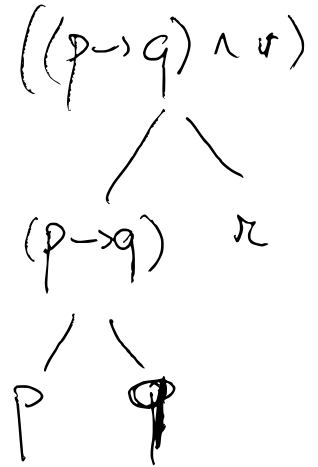 ((p→q) ∧ r)
(p→q) r
p q